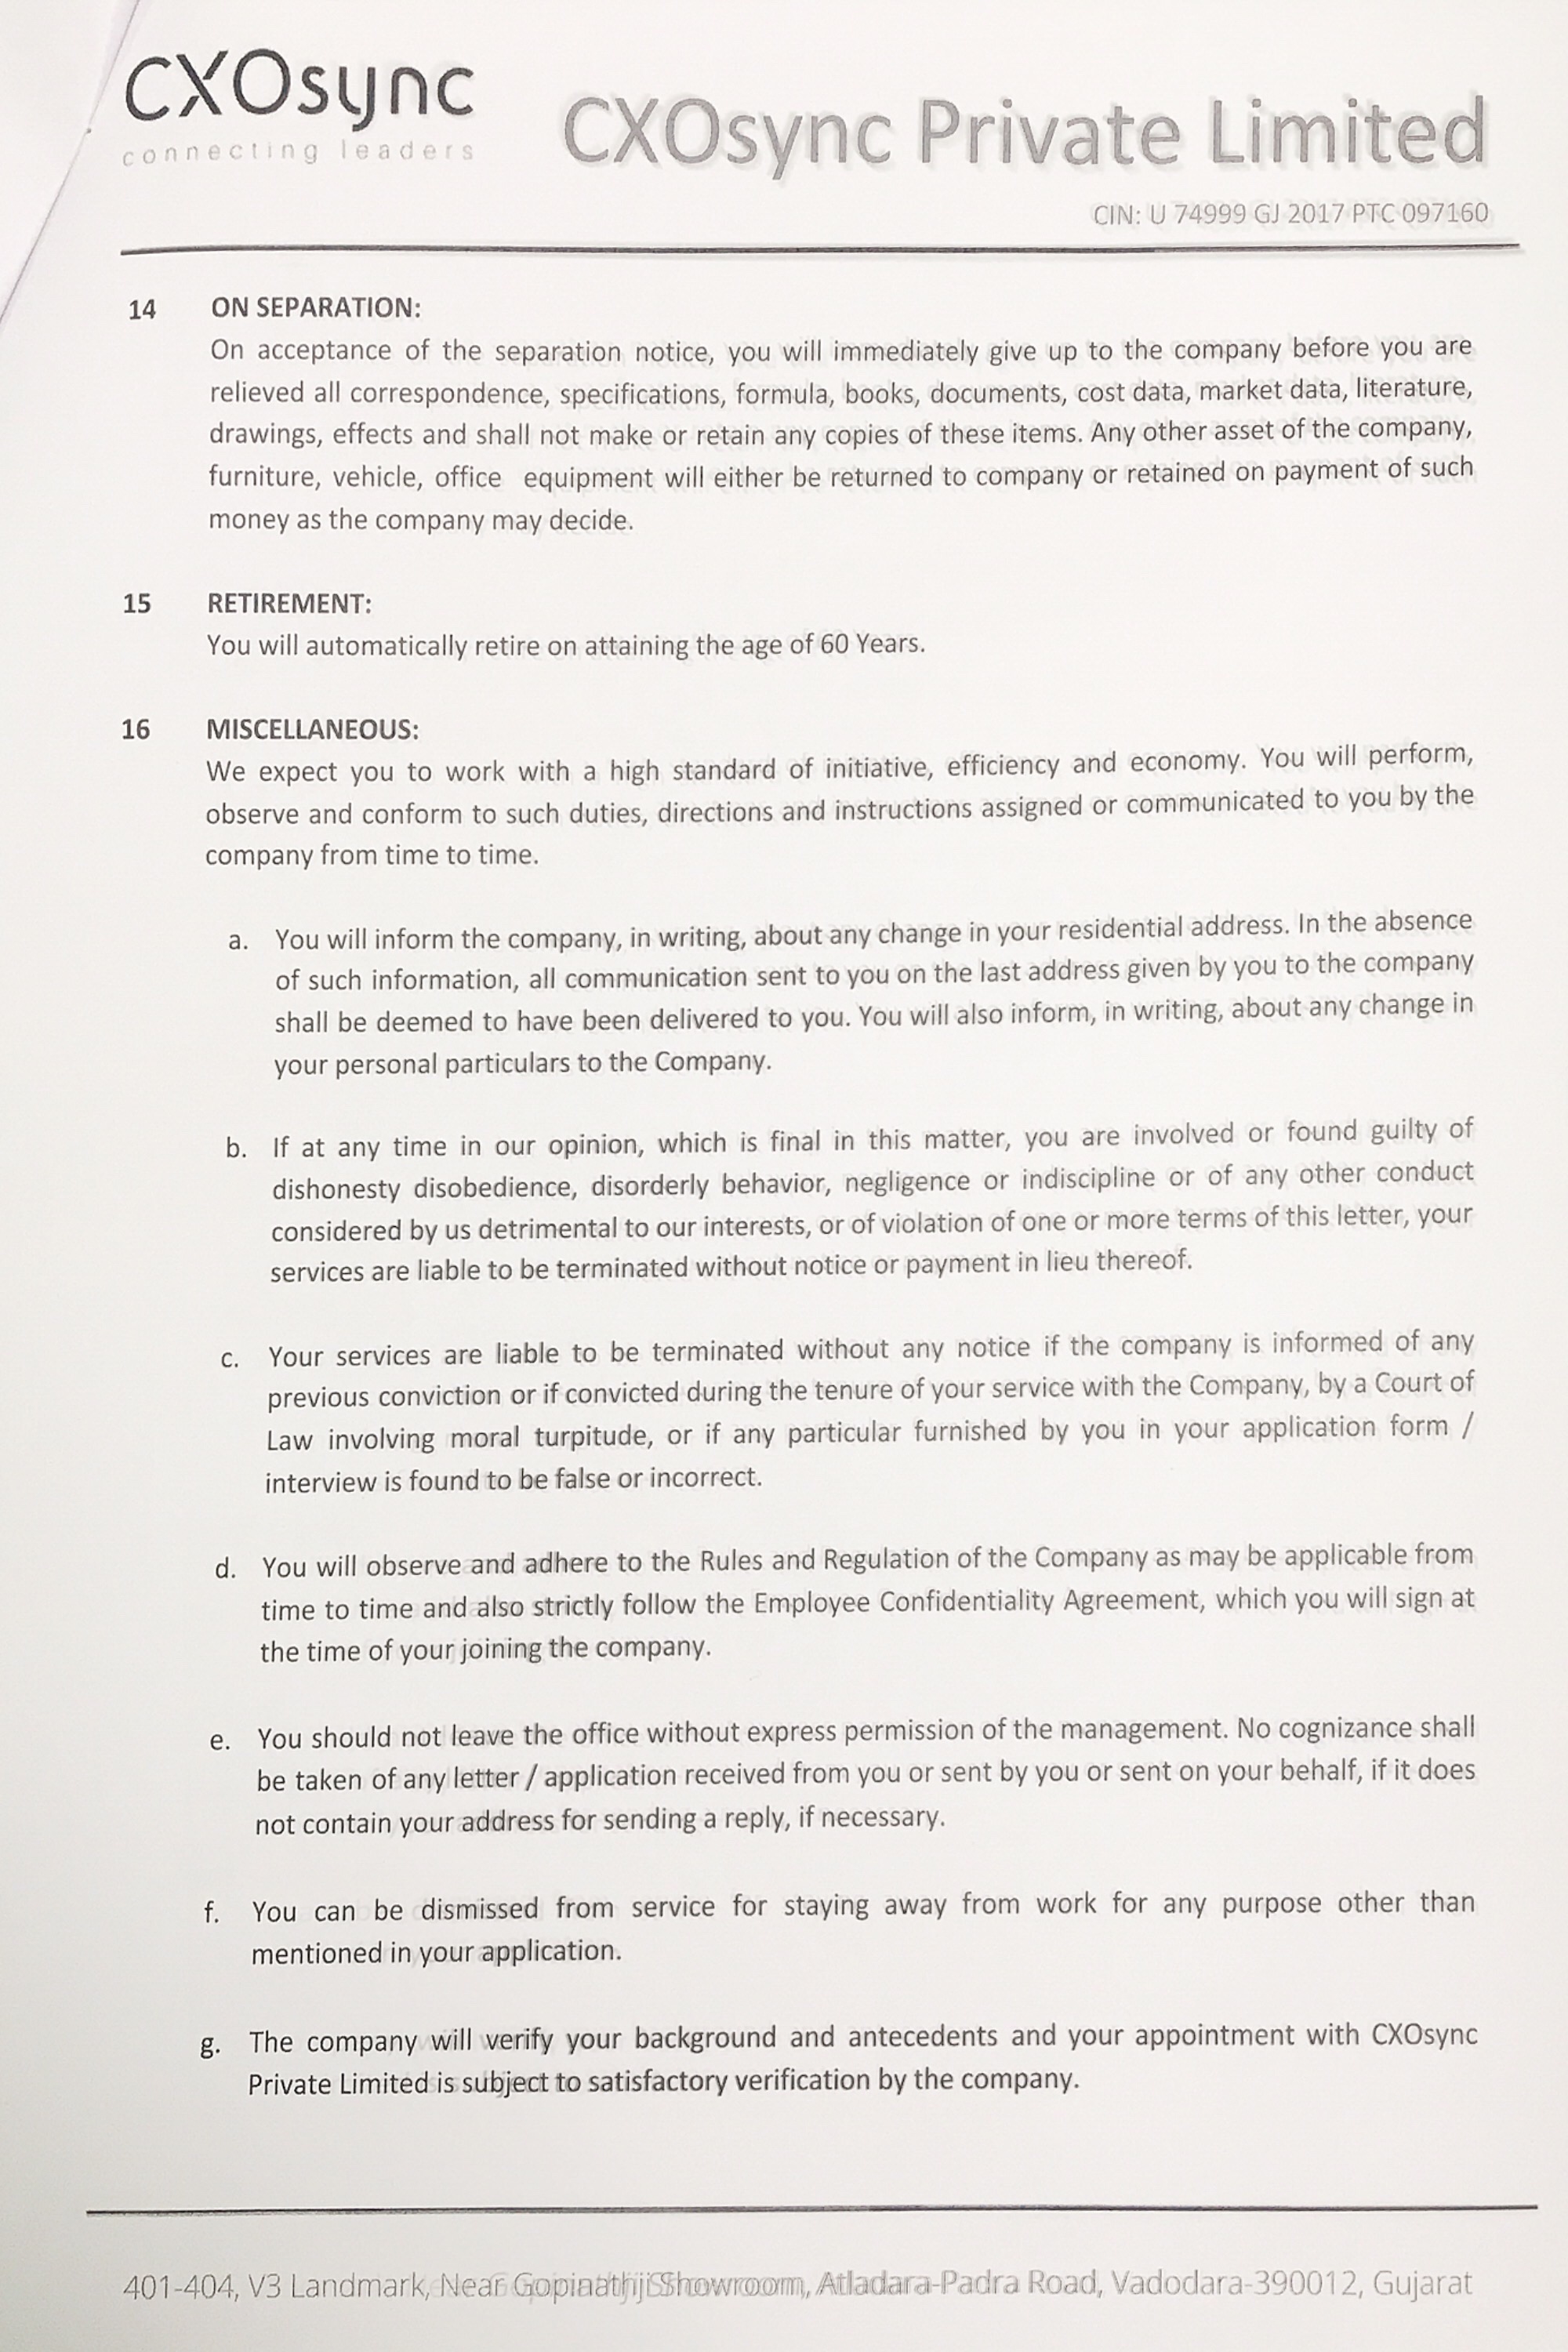 CXOsync
connecting leaders
CXOsync Private Limited
CIN: U 74999 GJ 2017 PTC 097160
14 ON SEPARATION:
On acceptance of the separation notice, you will immediately give up to the company before you are
relieved all correspondence, specifications, formula, books, documents, cost data, market data, literature,
drawings, effects and shall not make or retain any copies of these items. Any other asset of the company,
furniture, vehicle, office equipment will either be returned to company or retained on payment of such
money as the company may decide.
15 RETIREMENT:
You will automatically retire on attaining the age of 60 Years.
16 MISCELLANEOUS:
We expect you to work with a high standard of initiative, efficiency and economy. You will perform,
observe and conform to such duties, directions and instructions assigned or communicated to you by the
company from time to time.
a. You will inform the company, in writing, about any change in your residential address. In the absence
of such information, all communication sent to you on the last address given by you to the company
shall be deemed to have been delivered to you. You will also inform, in writing, about any change in
your personal particulars to the Company.
b. If at any time in our opinion, which is final in this matter, you are involved or found guilty of
dishonesty disobedience, disorderly behavior, negligence or indiscipline or of any other conduct
considered by us detrimental to our interests, or of violation of one or more terms of this letter, your
services are liable to be terminated without notice or payment in lieu thereof.
c. Your services are liable to be terminated without any notice if the company is informed of any
previous conviction or if convicted during the tenure of your service with the Company, by a Court of
Law involving moral turpitude, or if any particular furnished by you in your application form /
interview is found to be false or incorrect.
d. You will observe and adhere to the Rules and Regulation of the Company as may be applicable from
time to time and also strictly follow the Employee Confidentiality Agreement, which you will sign at
the time of your joining the company.
e. You should not leave the office without express permission of the management. No cognizance shall
be taken of any letter / application received from you or sent by you or sent on your behalf, if it does
not contain your address for sending a reply, if necessary.
f. You can be dismissed from service for staying away from work for any purpose other than
mentioned in your application.
g. The company will verify your background and antecedents and your appointment with CXOsync
Private Limited is subject to satisfactory verification by the company.
401-404, V3 Landmark, Near Gopinathji Showroom, Atladara-Padra Road, Vadodara-390012, Gujarat